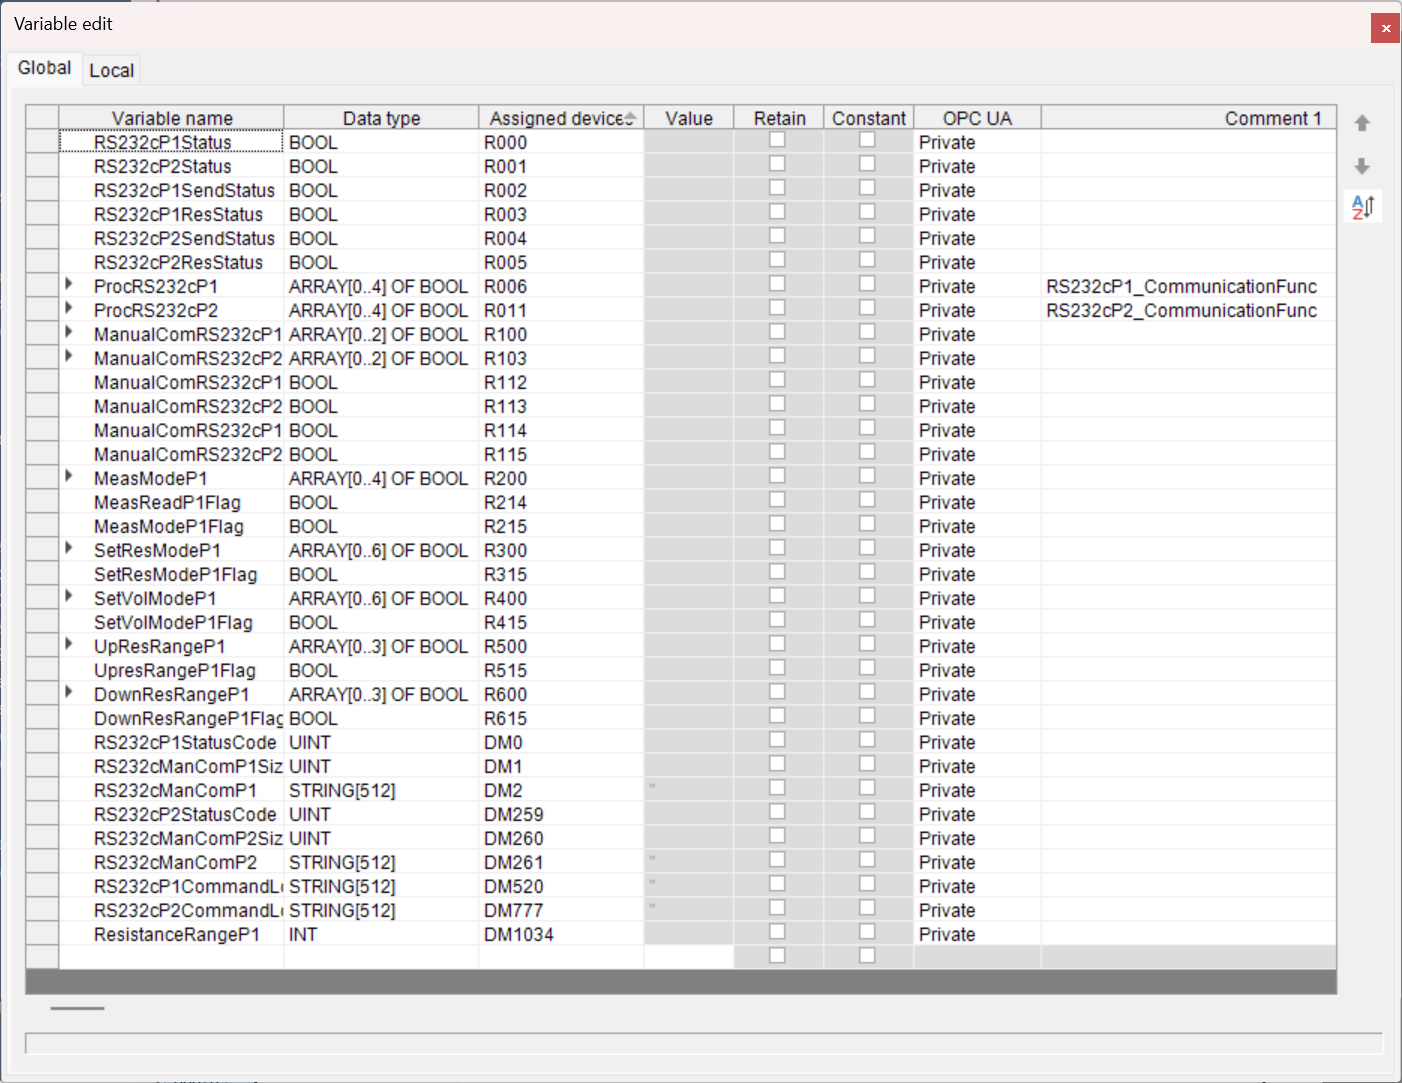 Variable edit
Global Local
Variable name Data type Assigned device Value Retain Constant OPC UA Comment 1
RS232cP1Status BOOL R000 Private
RS232cP2Status BOOL R001 Private
RS232cP1SendStatus BOOL R002 Private
RS232cP1ResStatus BOOL R003 Private
RS232cP2SendStatus BOOL R004 Private
RS232cP2ResStatus BOOL R005 Private
ProcRS232cP1 ARRAY[0..4] OF BOOL R006 Private RS232cP1_CommunicationFunc
ProcRS232cP2 ARRAY[0..4] OF BOOL R011 Private RS232cP2_CommunicationFunc
ManualComRS232cP1 ARRAY[0..2] OF BOOL R100 Private
ManualComRS232cP2 ARRAY[0..2] OF BOOL R103 Private
ManualComRS232cP1 BOOL R112 Private
ManualComRS232cP2 BOOL R113 Private
ManualComRS232cP1 BOOL R114 Private
ManualComRS232cP2 BOOL R115 Private
MeasModeP1 ARRAY[0..4] OF BOOL R200 Private
MeasReadP1Flag BOOL R214 Private
MeasModeP1Flag BOOL R215 Private
SetResModeP1 ARRAY[0..6] OF BOOL R300 Private
SetResModeP1Flag BOOL R315 Private
SetVolModeP1 ARRAY[0..6] OF BOOL R400 Private
SetVolModeP1Flag BOOL R415 Private
UpResRangeP1 ARRAY[0..3] OF BOOL R500 Private
UpresRangeP1Flag BOOL R515 Private
DownResRangeP1 ARRAY[0..3] OF BOOL R600 Private
DownResRangeP1Flag BOOL R615 Private
RS232cP1StatusCode UINT DM0 Private
RS232cManComP1Siz UINT DM1 Private
RS232cManComP1 STRING[512] DM2 '' Private
RS232cP2StatusCode UINT DM259 Private
RS232cManComP2Siz UINT DM260 Private
RS232cManComP2 STRING[512] DM261 '' Private
RS232cP1CommandL STRING[512] DM520 '' Private
RS232cP2CommandL STRING[512] DM777 '' Private
ResistanceRangeP1 INT DM1034 Private